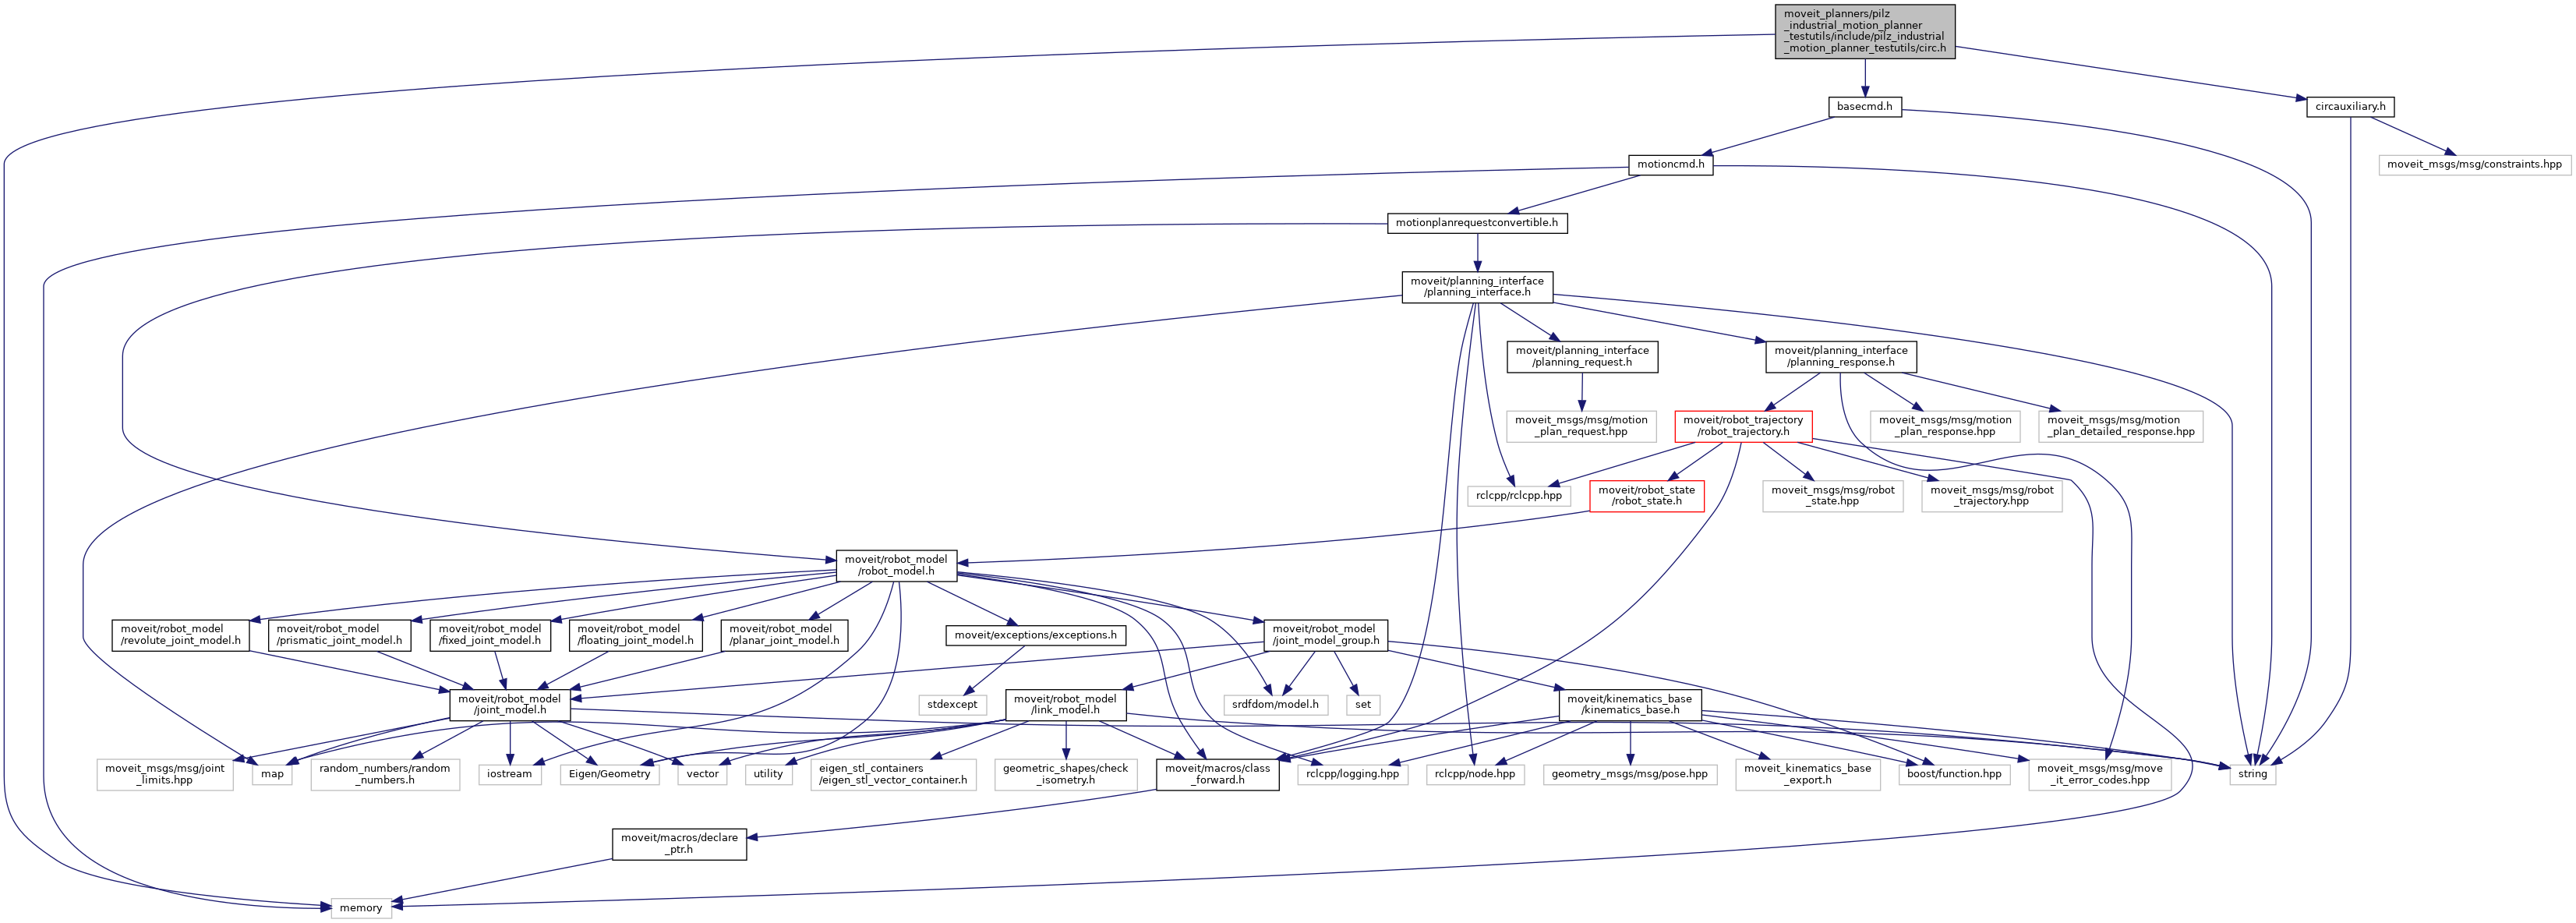 moveit_planners/pilz
_industrial_motion_planner
_testutils/include/pilz_industrial
_motion_planner_testutils/circ.h
basecmd.h
circauxiliary.h
motioncmd.h
moveit_msgs/msg/constraints.hpp
motionplanrequestconvertible.h
moveit/planning_interface
/planning_interface.h
moveit/planning_interface
/planning_request.h
moveit/planning_interface
/planning_response.h
moveit_msgs/msg/motion
_plan_request.hpp
moveit/robot_trajectory
/robot_trajectory.h
moveit_msgs/msg/motion
_plan_response.hpp
moveit_msgs/msg/motion
_plan_detailed_response.hpp
rclcpp/rclcpp.hpp
moveit/robot_state
/robot_state.h
moveit_msgs/msg/robot
_state.hpp
moveit_msgs/msg/robot
_trajectory.hpp
moveit/robot_model
/robot_model.h
moveit/robot_model
/revolute_joint_model.h
moveit/robot_model
/prismatic_joint_model.h
moveit/robot_model
/fixed_joint_model.h
moveit/robot_model
/floating_joint_model.h
moveit/robot_model
/planar_joint_model.h
moveit/exceptions/exceptions.h
moveit/robot_model
/joint_model_group.h
moveit/robot_model
/joint_model.h
stdexcept
moveit/robot_model
/link_model.h
srdfdom/model.h
set
moveit/kinematics_base
/kinematics_base.h
moveit_msgs/msg/joint
_limits.hpp
map
random_numbers/random
_numbers.h
iostream
Eigen/Geometry
vector
utility
eigen_stl_containers
/eigen_stl_vector_container.h
geometric_shapes/check
_isometry.h
moveit/macros/class
_forward.h
rclcpp/logging.hpp
rclcpp/node.hpp
geometry_msgs/msg/pose.hpp
moveit_kinematics_base
_export.h
boost/function.hpp
moveit_msgs/msg/move
_it_error_codes.hpp
string
moveit/macros/declare
_ptr.h
memory